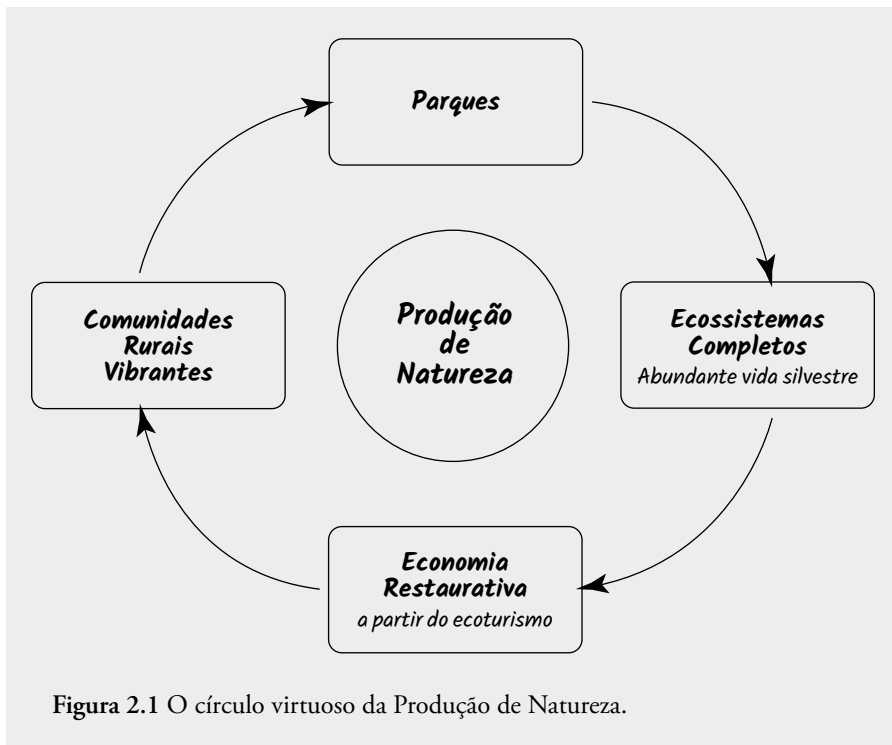 Parques
Comunidades
Rurais
Vibrantes
Produção
de
Natureza
Ecossistemas
Completos
Abundante vida silvestre
Economia
Restaurativa
a partir do ecoturismo
Figura 2.1 O círculo virtuoso da Produção de Natureza.